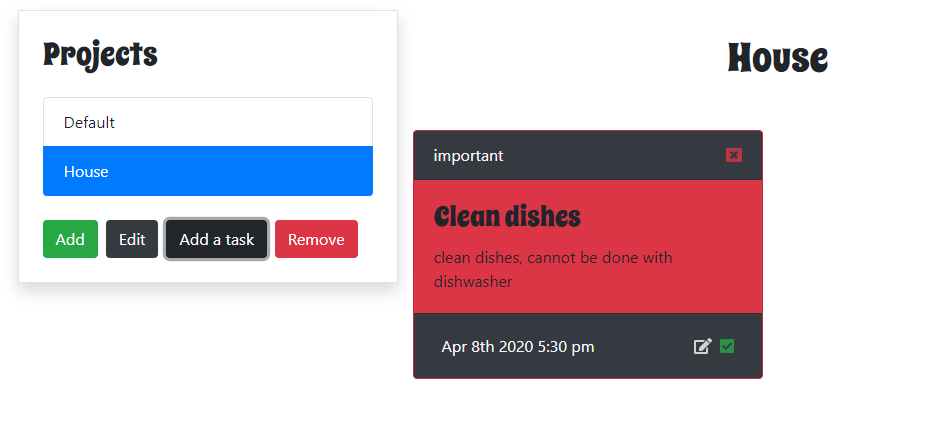 Projects
Default
House
Add Edit Add a task Remove
House
important
Clean dishes
clean dishes, cannot be done with
dishwasher
Apr 8th 2020 5:30 pm